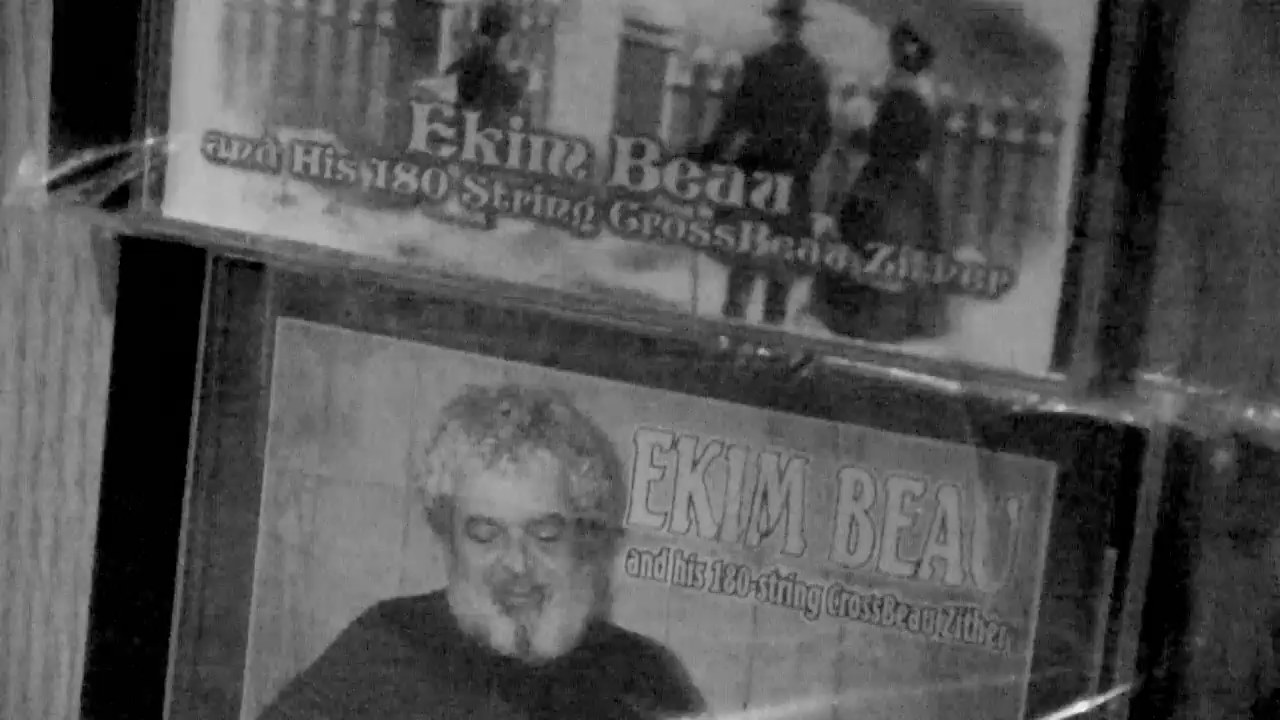 Ekim Beau
and His 180 String CrossBeau Zither
EKIM BEAU
and his 180-string CrossBeau Zither